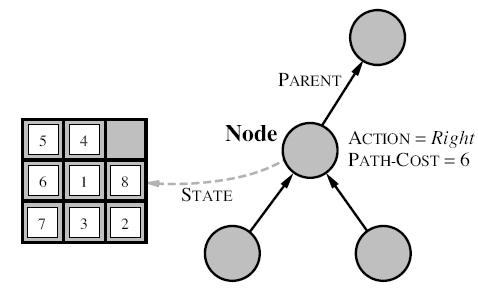 PARENT
Node
ACTION = Right
PATH-COST = 6
STATE
5 4
6 1 8
7 3 2